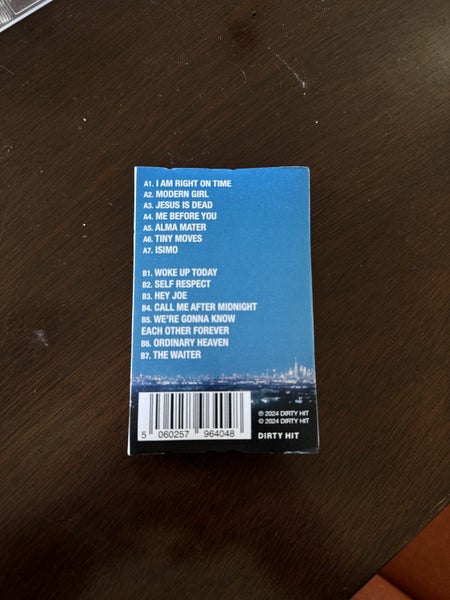 A1. I AM RIGHT ON TIME
A2. MODERN GIRL
A3. JESUS IS DEAD
A4. ME BEFORE YOU
A5. ALMA MATER
A6. TINY MOVES
A7. ISIMO
B1. WOKE UP TODAY
B2. SELF RESPECT
B3. HEY JOE
B4. CALL ME AFTER MIDNIGHT
B5. WE'RE GONNA KNOW
EACH OTHER FOREVER
B6. ORDINARY HEAVEN
B7. THE WAITER
℗ 2024 DIRTY HIT
© 2024 DIRTY HIT
DIRTY HIT
5 060257 964048